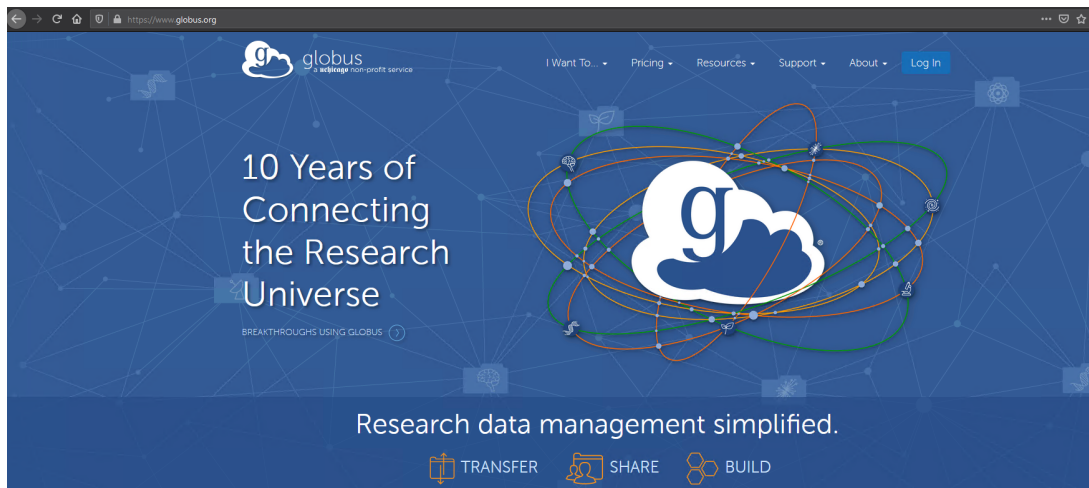 https://www.globus.org
g
globus
a uchicago non-profit service
I Want To...
Pricing
Resources
Support
About
Log In
10 Years of
Connecting
the Research
Universe
BREAKTHROUGHS USING GLOBUS
g
®
Research data management simplified.
TRANSFER
SHARE
BUILD